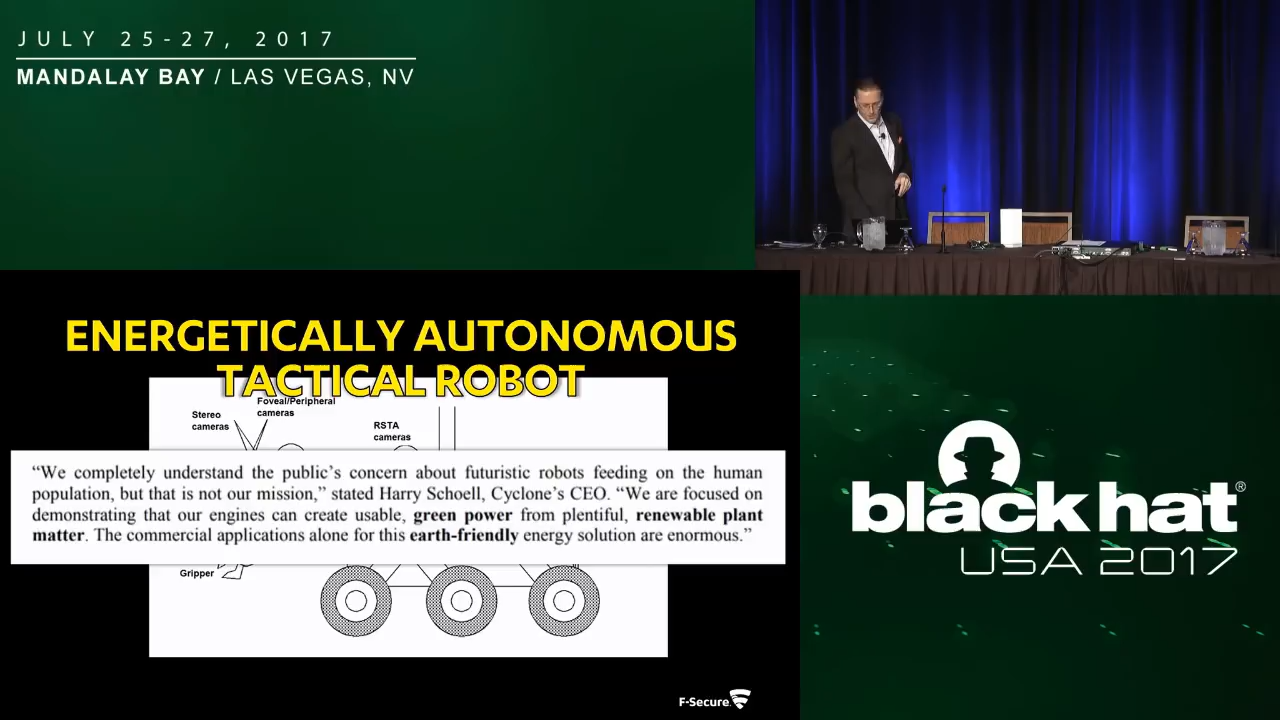 JULY 25-27, 2017
MANDALAY BAY / LAS VEGAS, NV
ENERGETICALLY AUTONOMOUS
TACTICAL ROBOT
Foveal/Peripheral
cameras
Stereo
cameras
RSTA
cameras
“We completely understand the public’s concern about futuristic robots feeding on the human
population, but that is not our mission,” stated Harry Schoell, Cyclone’s CEO. “We are focused on
demonstrating that our engines can create usable, green power from plentiful, renewable plant
matter. The commercial applications alone for this earth-friendly energy solution are enormous.”
Gripper
F-Secure
black hat®
USA 2017